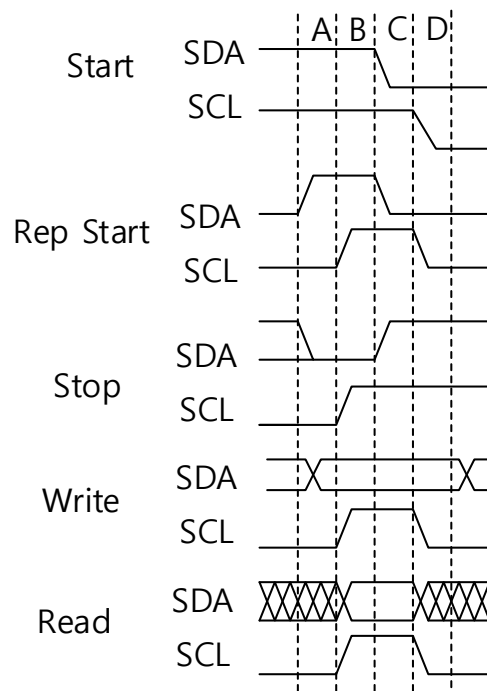 A B C D
Start SDA
SCL
Rep Start SDA
SCL
Stop SDA
SCL
Write SDA
SCL
Read SDA
SCL